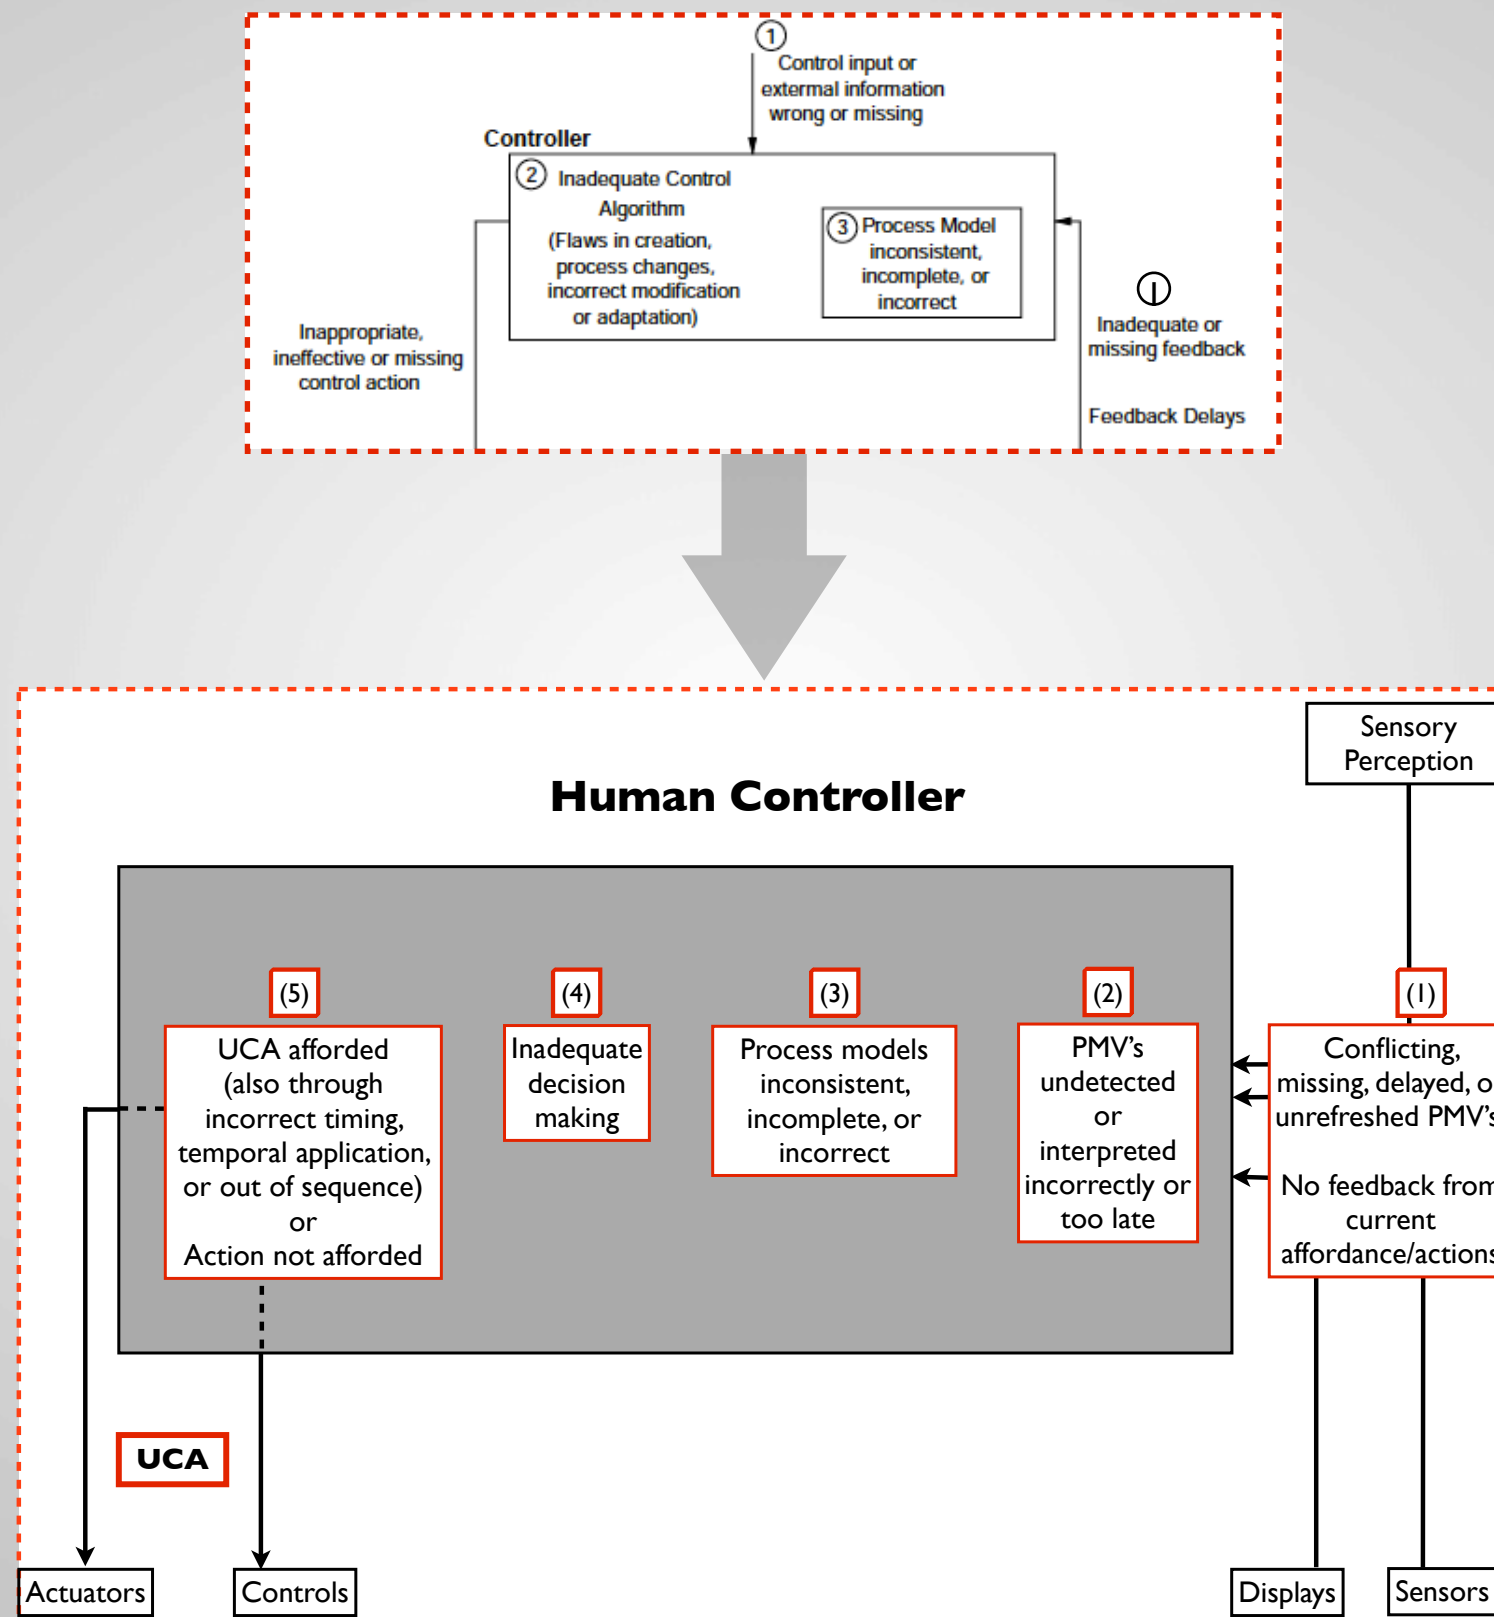 1
Control input or
extermal information
wrong or missing
Controller
2
Inadequate Control
Algorithm
(Flaws in creation,
process changes,
incorrect modification
or adaptation)
3
Process Model
inconsistent,
incomplete, or
incorrect
Inappropriate,
ineffective or missing
control action
1
Inadequate or
missing feedback
Feedback Delays
Sensory
Perception
Human Controller
(5)
UCA afforded
(also through
incorrect timing,
temporal application,
or out of sequence)
or
Action not afforded
(4)
Inadequate
decision
making
(3)
Process models
inconsistent,
incomplete, or
incorrect
(2)
PMV's
undetected
or
interpreted
incorrectly or
too late
(1)
Conflicting,
missing, delayed, o
unrefreshed PMV's
No feedback from
current
affordance/actions
UCA
Actuators
Controls
Displays
Sensors